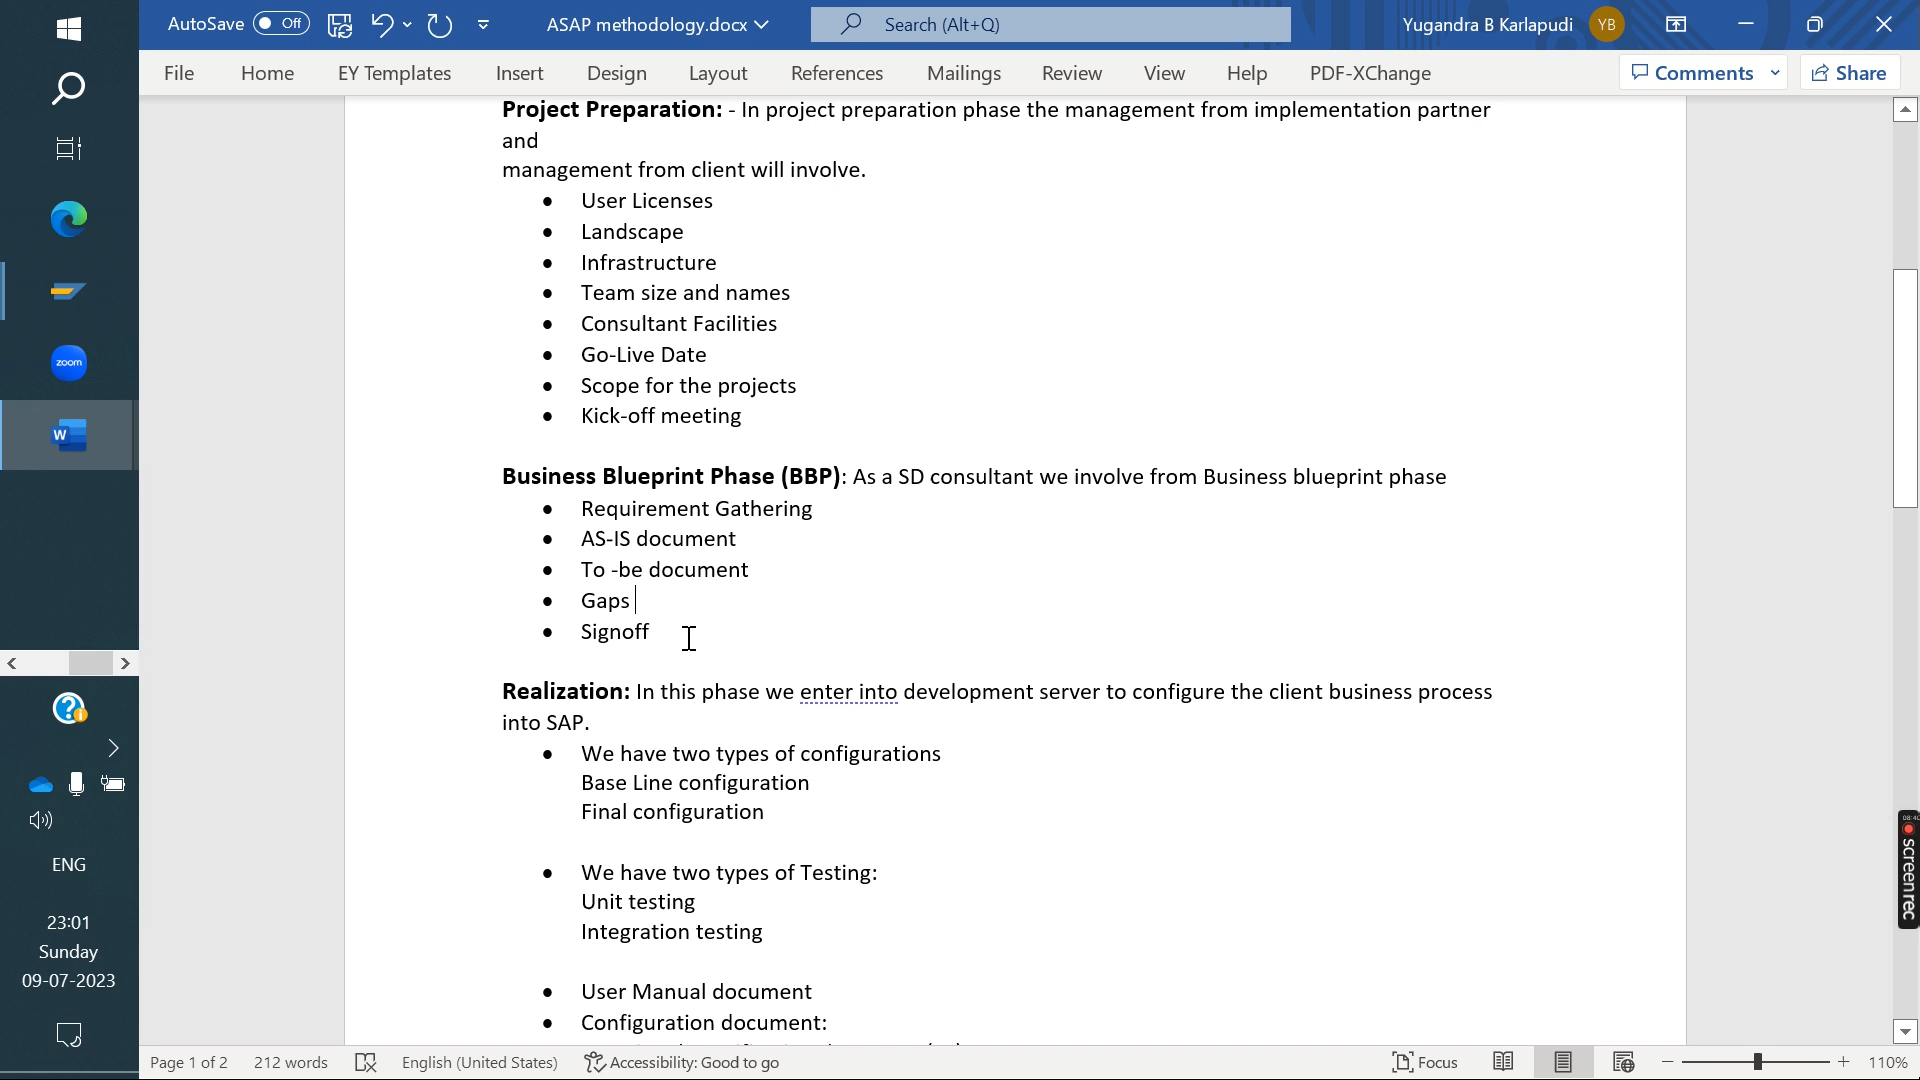 AutoSave Off ASAP methodology.docx Search (Alt+Q) Yugandra B Karlapudi YB
File Home EY Templates Insert Design Layout References Mailings Review View Help PDF-XChange Comments Share
Project Preparation: - In project preparation phase the management from implementation partner
and
management from client will involve.
• User Licenses
• Landscape
• Infrastructure
• Team size and names
• Consultant Facilities
• Go-Live Date
• Scope for the projects
• Kick-off meeting
Business Blueprint Phase (BBP): As a SD consultant we involve from Business blueprint phase
• Requirement Gathering
• AS-IS document
• To -be document
• Gaps
• Signoff
Realization: In this phase we enter into development server to configure the client business process
into SAP.
• We have two types of configurations
Base Line configuration
Final configuration
• We have two types of Testing:
Unit testing
Integration testing
• User Manual document
• Configuration document:
zoom
W
ENG
23:01
Sunday
09-07-2023
screenrec
Page 1 of 2 212 words English (United States) Accessibility: Good to go Focus 110%